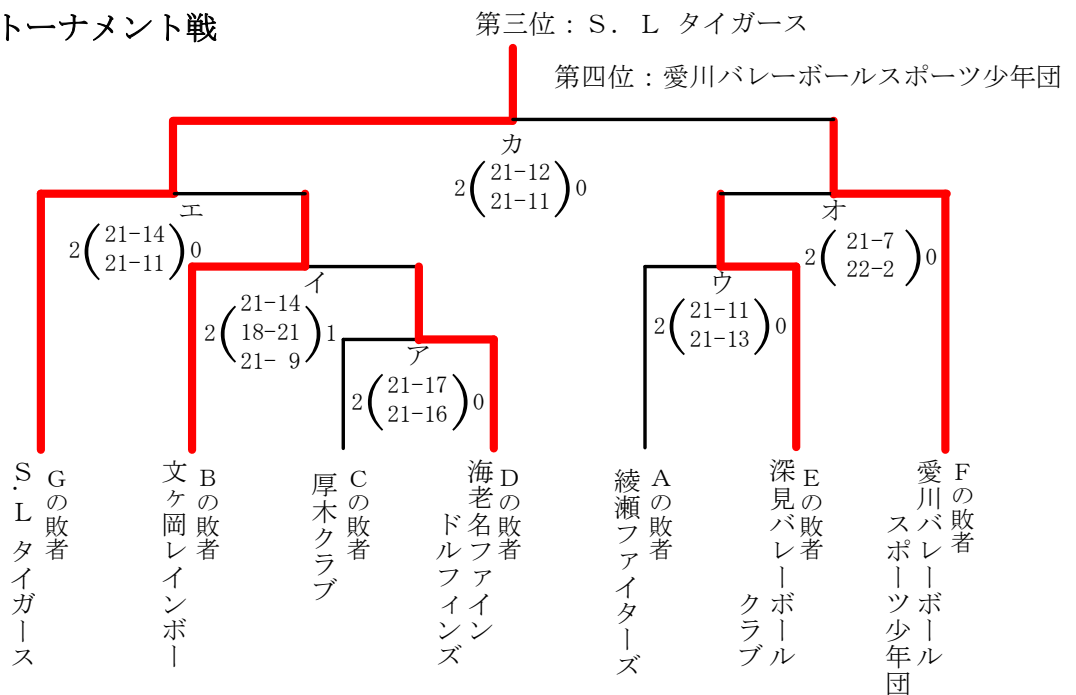 トーナメント戦
第三位：Ｓ．Ｌ タイガース
第四位：愛川バレーボールスポーツ少年団
カ
2(21-12
21-11)0
エ
2(21-14
21-11)0
オ
2(21-7
22-2)0
イ
2(21-14
18-21
21- 9)1
ウ
2(21-11
21-13)0
ア
2(21-17
21-16)0
Ｇの敗者
Ｓ．Ｌ タイガース
Ｂの敗者
文ヶ岡レインボー
Ｃの敗者
厚木クラブ
Ｄの敗者
海老名ファイン
ドルフィンズ
Ａの敗者
綾瀬ファイターズ
Ｅの敗者
深見バレーボール
クラブ
Ｆの敗者
愛川バレーボール
スポーツ少年団